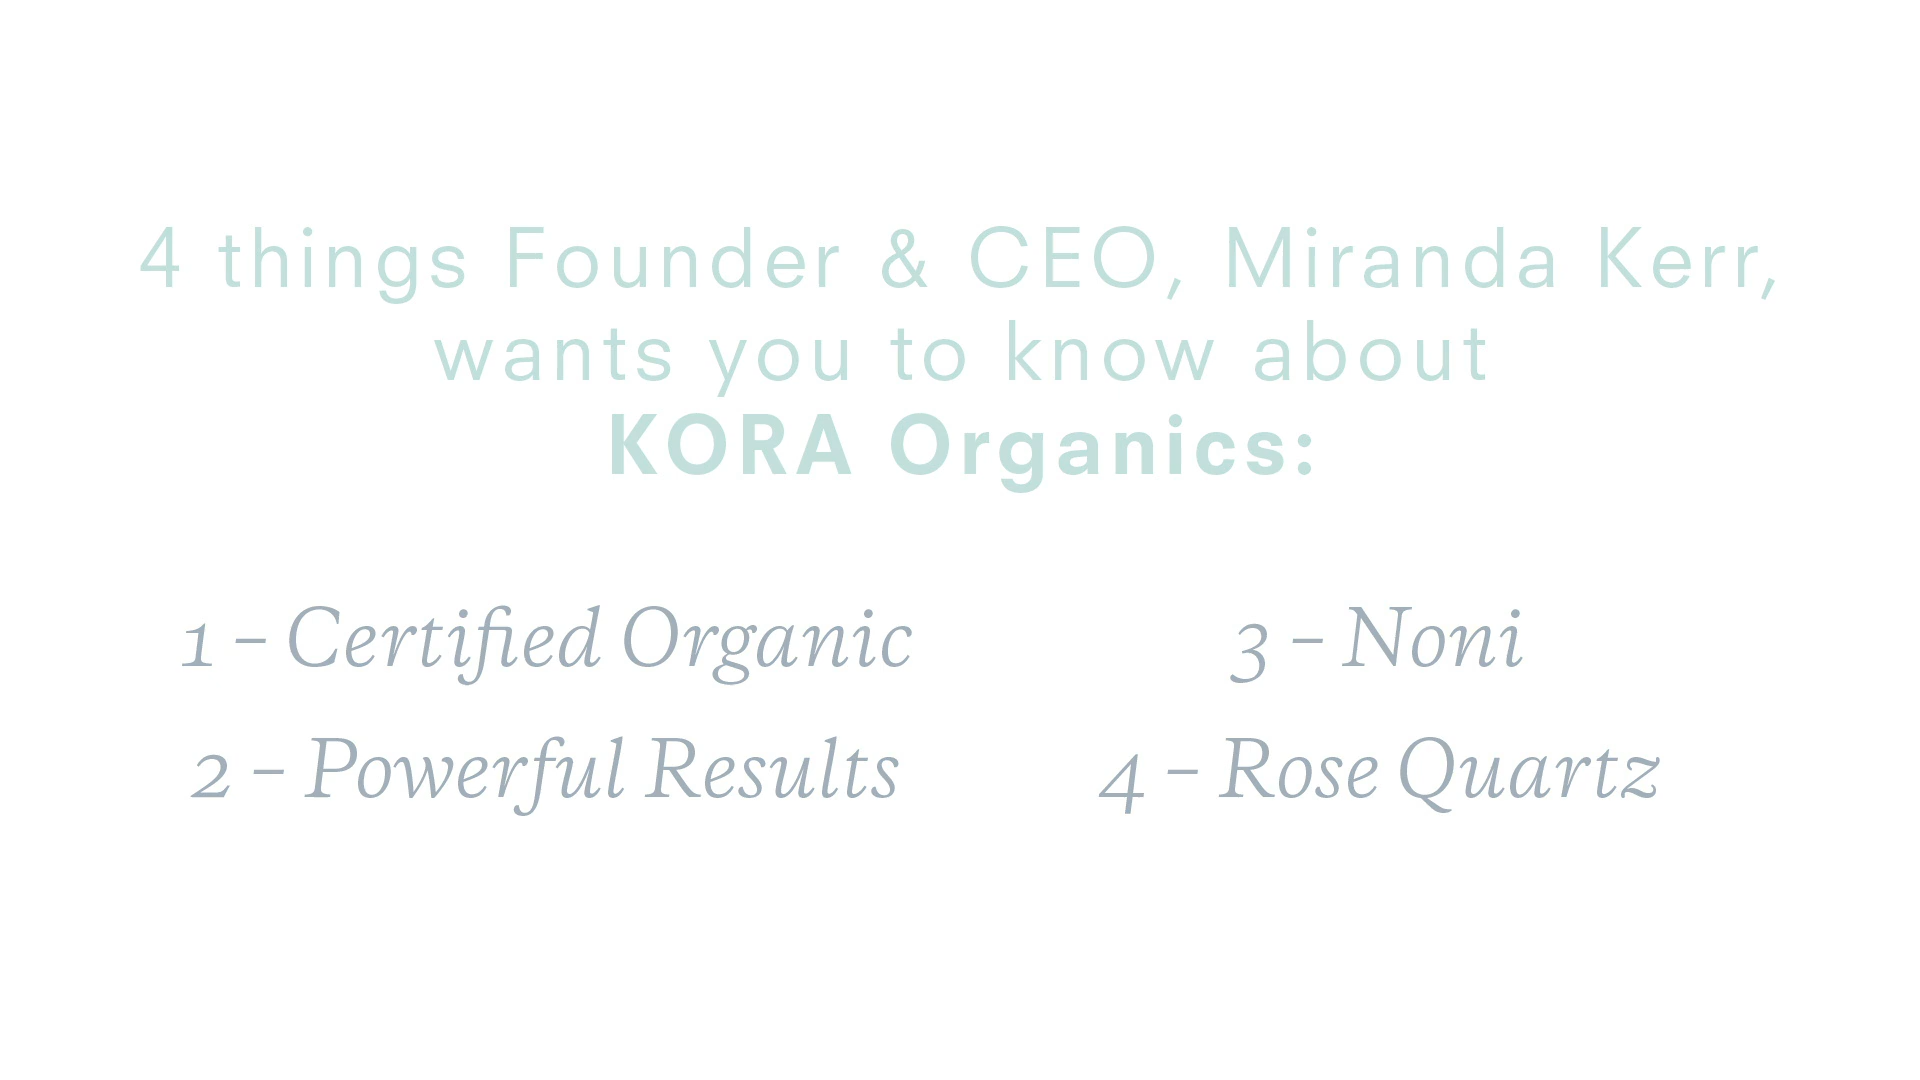 4 things Founder & CEO, Miranda Kerr,
wants you to know about
KORA Organics:
1 – Certified Organic
2 – Powerful Results
3 – Noni
4 – Rose Quartz